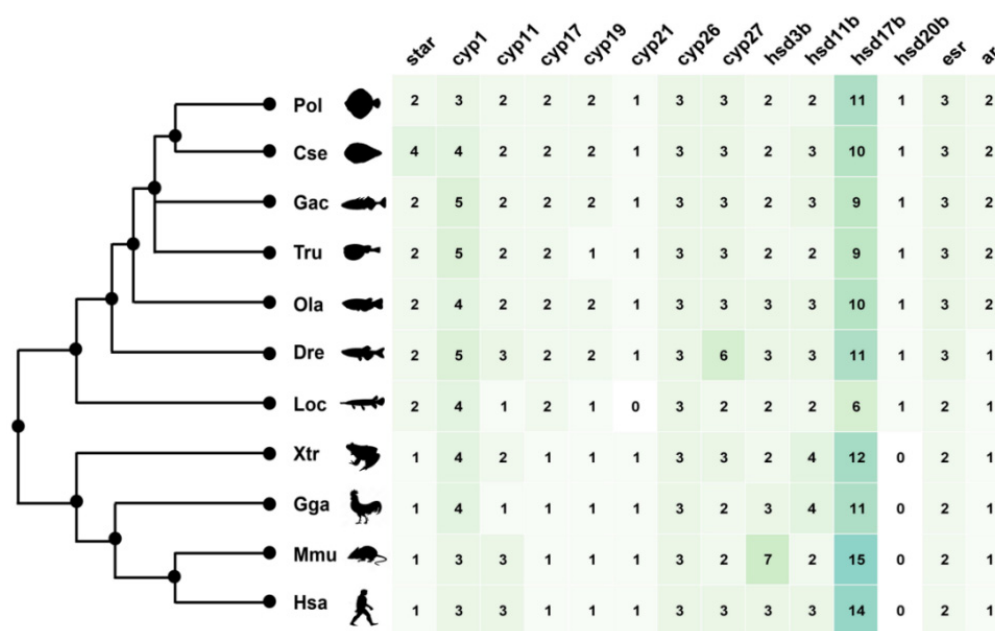 star cyp1 cyp11 cyp17 cyp19 cyp21 cyp26 cyp27 hsd3b hsd11b hsd17b hsd20b esr
Pol 2 3 2 2 2 1 3 3 2 2 11 1 3 2
Cse 4 4 2 2 2 1 3 3 2 3 10 1 3 2
Gac 2 5 2 2 2 1 3 3 2 3 9 1 3 2
Tru 2 5 2 2 1 1 3 3 2 2 9 1 3 2
Ola 2 4 2 2 2 1 3 3 3 3 10 1 3 2
Dre 2 5 3 2 2 1 3 6 3 3 11 1 3 1
Loc 2 4 1 2 1 0 3 2 2 2 6 1 2 1
Xtr 1 4 2 1 1 1 3 3 2 4 12 0 2 1
Gga 1 4 1 1 1 1 3 2 3 4 11 0 2 1
Mmu 1 3 3 1 1 1 3 2 7 2 15 0 2 1
Hsa 1 3 3 1 1 1 3 3 3 3 14 0 2 1